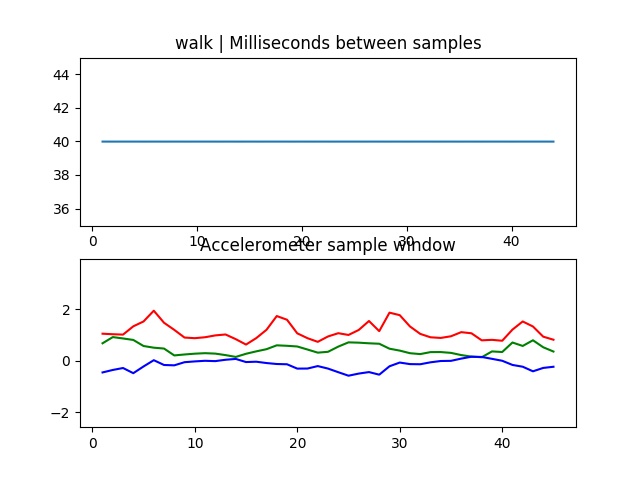 walk | Milliseconds between samples
44
42
40
38
36
0 10 20 30 40
Accelerometer sample window
2
0
−2
0 10 20 30 40